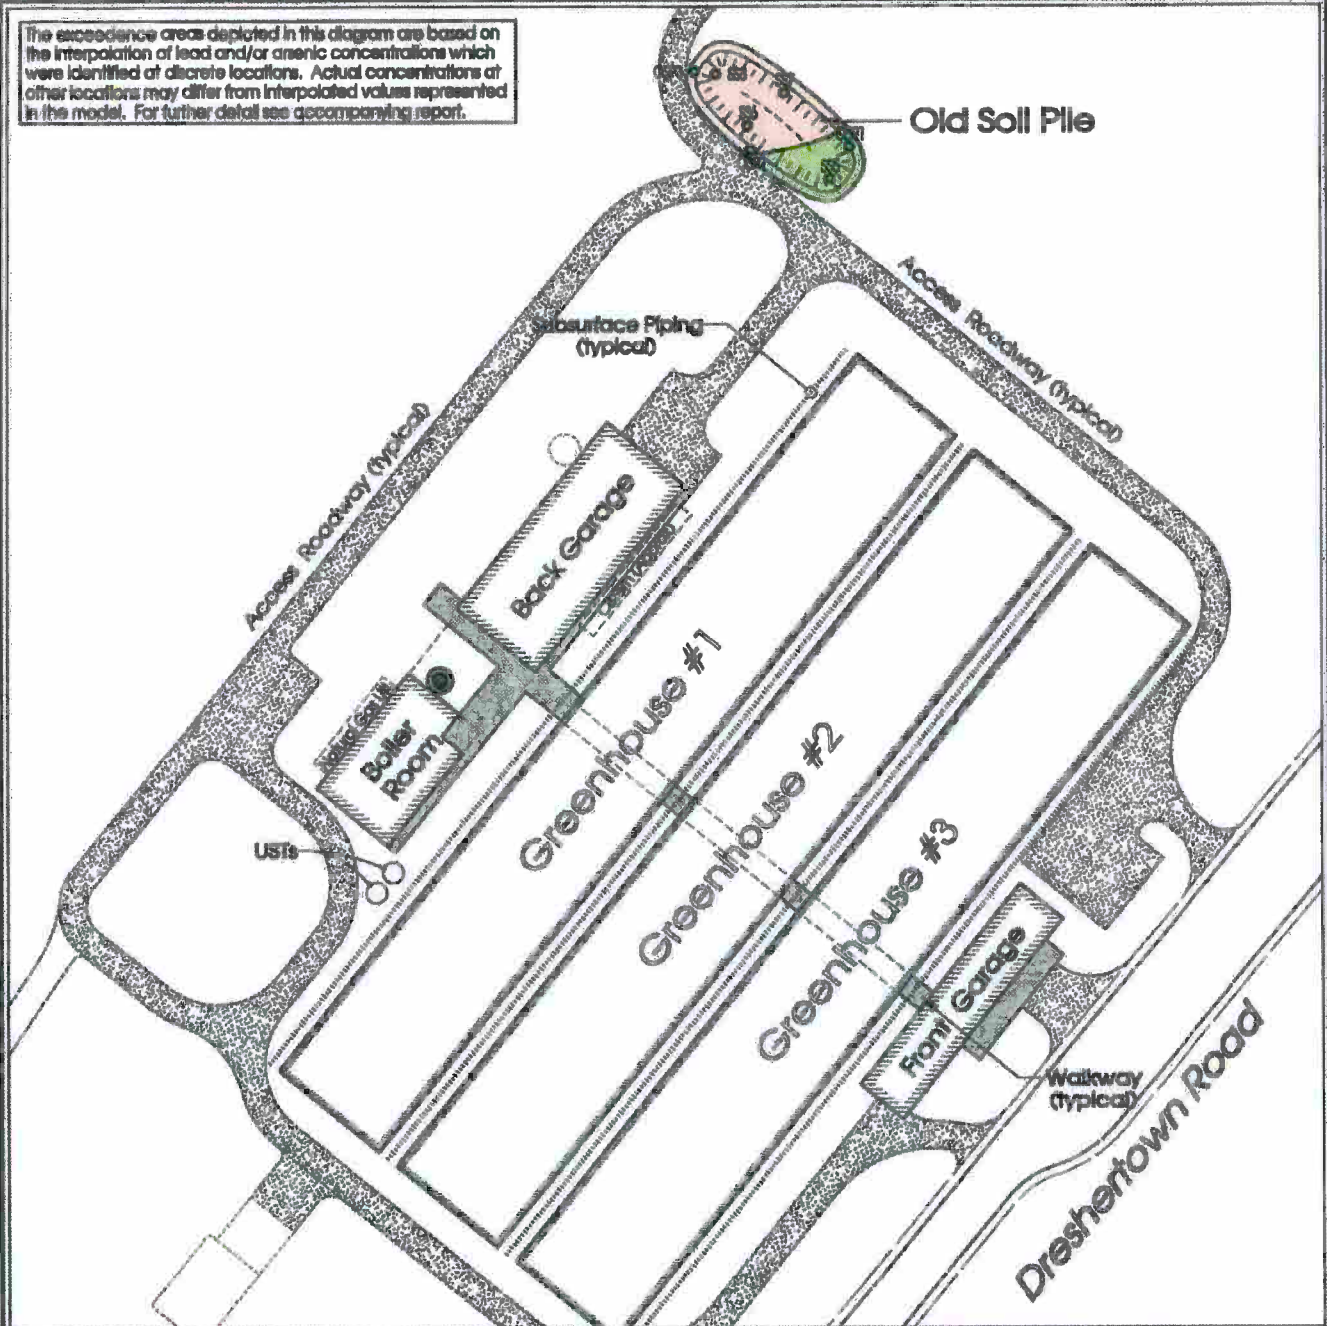 The exceedence areas depicted in this diagram are based on
the interpolation of lead and/or arsenic concentrations which
were identified at discrete locations. Actual concentrations at
other locations may differ from interpolated values represented
in the model. For further detail see accompanying report.
Old Soil Pile
Access Roadway (typical)
Subsurface Piping
(typical)
Access Roadway (typical)
Back Garage
Greenhouse #1
Boiler
Room
Greenhouse #2
USTs
Greenhouse #3
Front Garage
Walkway
(typical)
Dreshertown Road